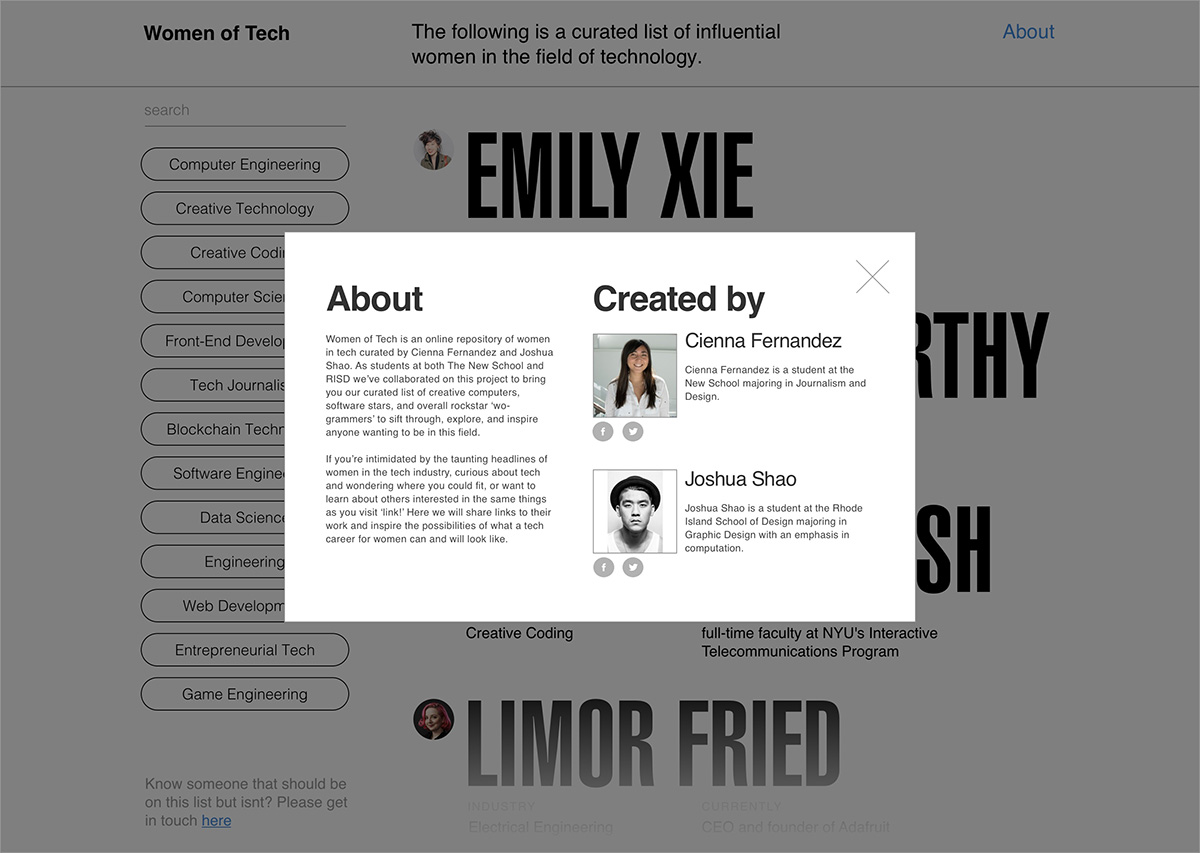 Women of Tech
The following is a curated list of influential
women in the field of technology.
About
search
Computer Engineering
Creative Technology
Creative
Computer
Front-End
Tech
Blockchain
Software
Data Science
Engineering
Web
Entrepreneurial Tech
Game Engineering
Know someone that should be
on this list but isnt? Please get
in touch here
EMILY XIE
About
Women of Tech is an online repository of women
in tech curated by Cienna Fernandez and Joshua
Shao. As students at both The New School and
RISD we’ve collaborated on this project to bring
you our curated list of creative computers,
software stars, and overall rockstar ‘wo-
grammers’ to sift through, explore, and inspire
anyone wanting to be in this field.
If you’re intimidated by the taunting headlines of
women in the tech industry, curious about tech
and wondering where you could fit, or want to
learn about others interested in the same things
as you visit ‘link!’ Here we will share links to their
work and inspire the possibilities of what a tech
career for women can and will look like.
Created by
Cienna Fernandez
Cienna Fernandez is a student at the
New School majoring in Journalism and
Design.
Joshua Shao
Joshua Shao is a student at the Rhode
Island School of Design majoring in
Graphic Design with an emphasis in
computation.
RTHY
SH
Creative Coding
full-time faculty at NYU's Interactive
Telecommunications Program
LIMOR FRIED
INDUSTRY
Electrical Engineering
CURRENTLY
CEO and founder of Adafruit